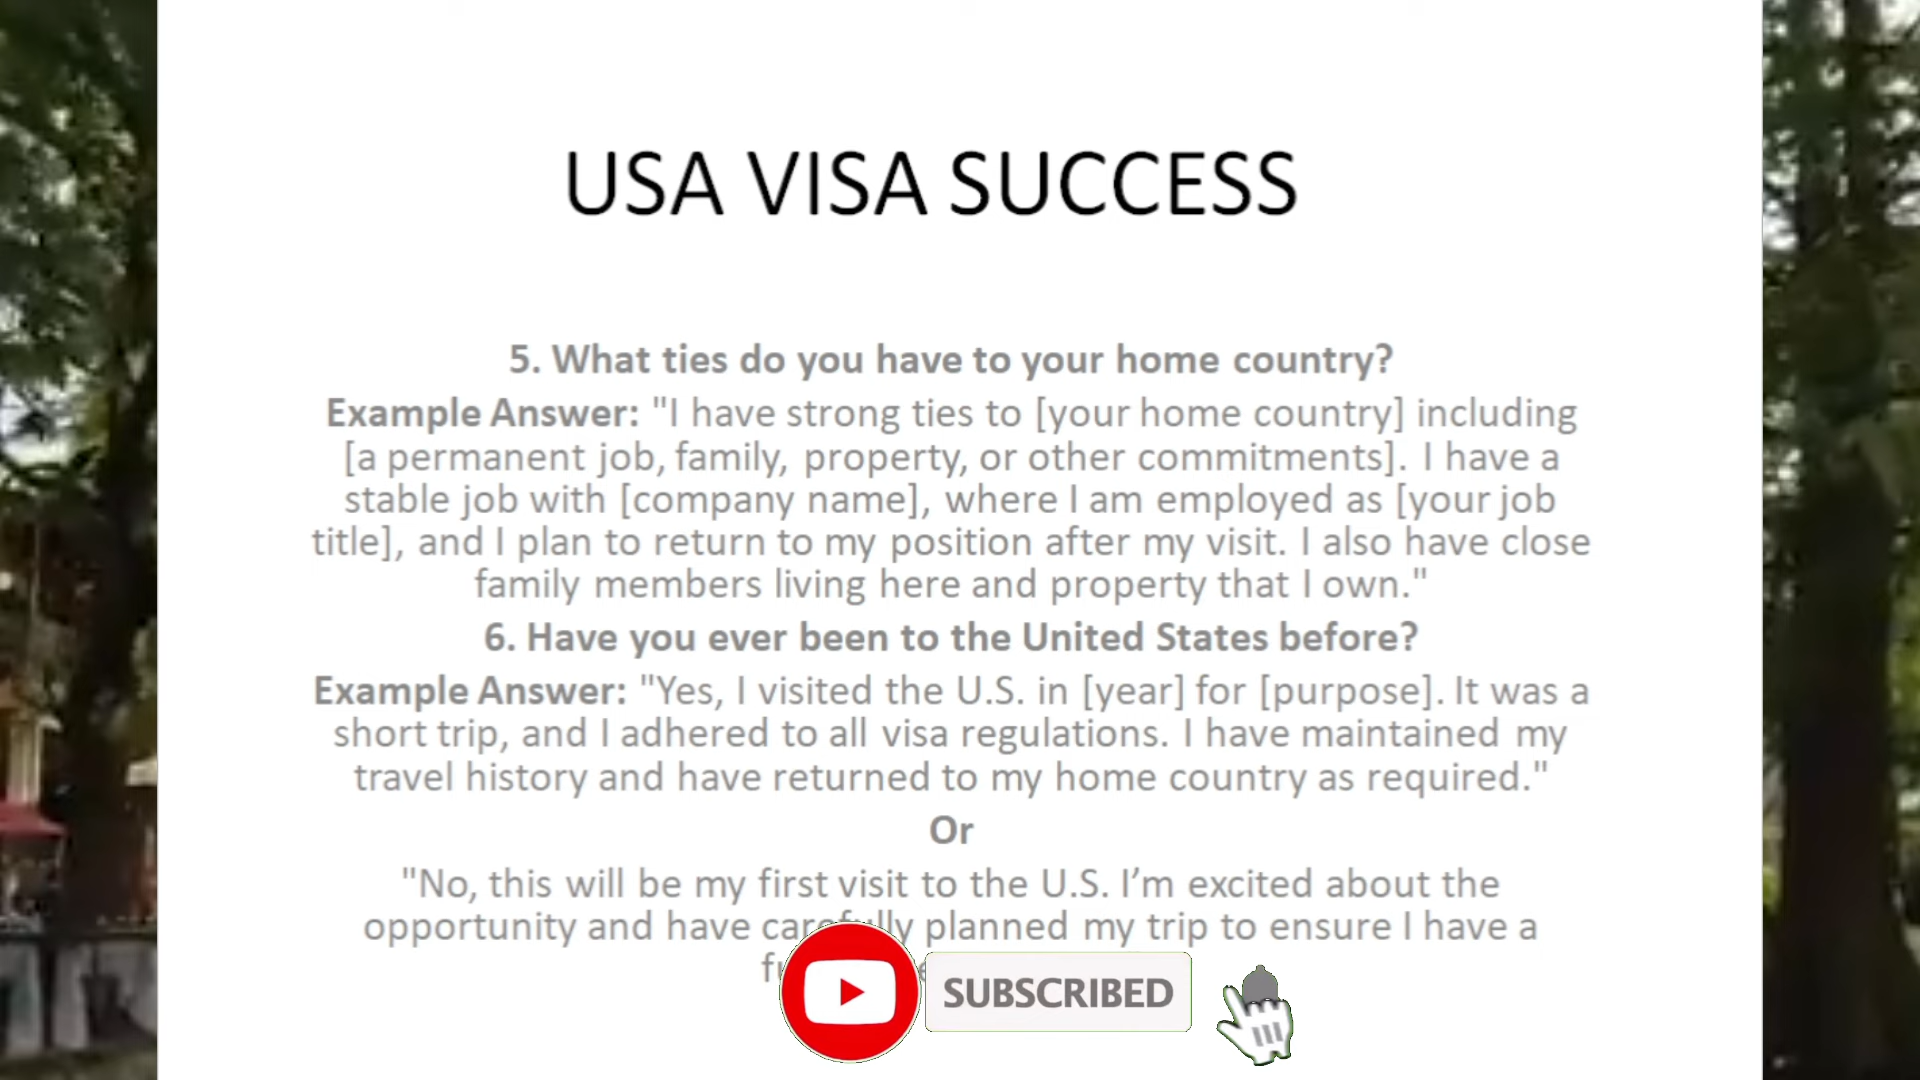 USA VISA SUCCESS
5. What ties do you have to your home country?
Example Answer: "I have strong ties to [your home country] including
[a permanent job, family, property, or other commitments]. I have a
stable job with [company name], where I am employed as [your job
title], and I plan to return to my position after my visit. I also have close
family members living here and property that I own."
6. Have you ever been to the United States before?
Example Answer: "Yes, I visited the U.S. in [year] for [purpose]. It was a
short trip, and I adhered to all visa regulations. I have maintained my
travel history and have returned to my home country as required."
Or
"No, this will be my first visit to the U.S. I’m excited about the
opportunity and have carefully planned my trip to ensure I have a
SUBSCRIBED